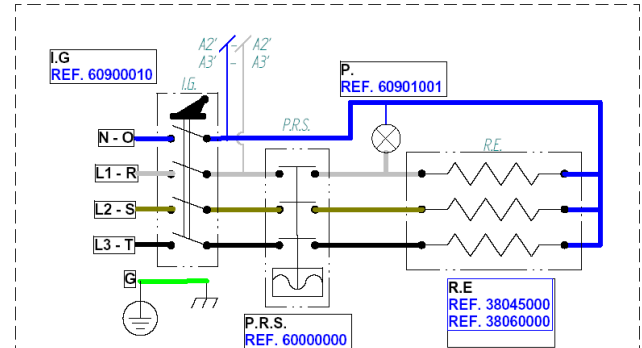 I.G
REF. 60900010
A2' - A2'
A3' - A3'
P.
REF. 60901001
I.G.
P.R.S.
R.E.
N - O
L1 - R
L2 - S
L3 - T
G
P.R.S.
REF. 60000000
R.E
REF. 38045000
REF. 38060000